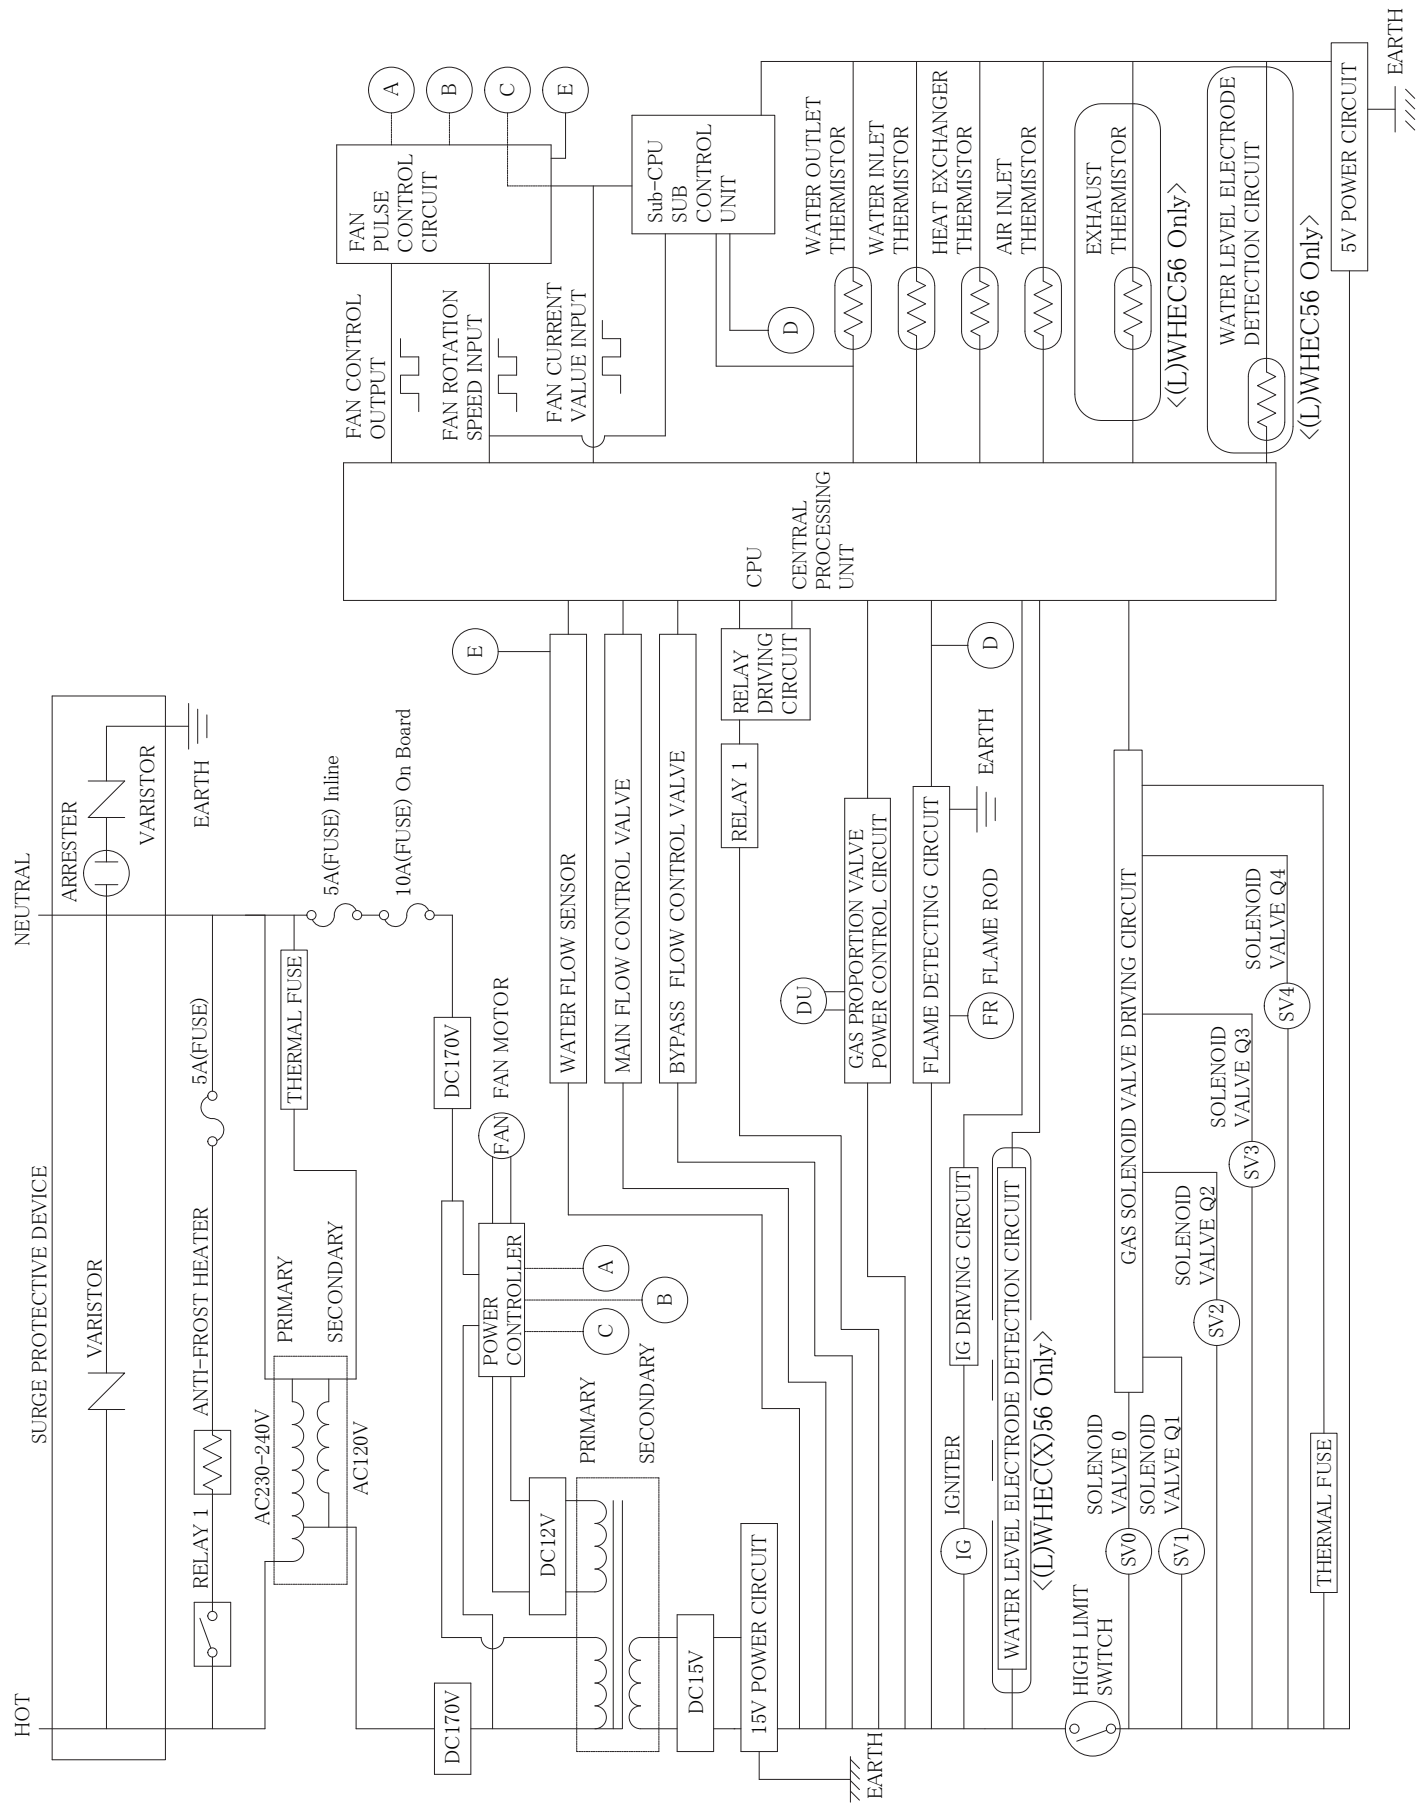 SURGE PROTECTIVE DEVICE
HOT
NEUTRAL
VARISTOR
ARRESTER
VARISTOR
EARTH
RELAY 1
ANTI-FROST HEATER
5A(FUSE)
AC230-240V
AC120V
PRIMARY
SECONDARY
THERMAL FUSE
5A(FUSE) Inline
10A(FUSE) On Board
DC170V
DC170V
POWER
CONTROLLER
FAN
FAN MOTOR
A
B
C
DC12V
PRIMARY
SECONDARY
DC15V
15V POWER CIRCUIT
EARTH
E
WATER FLOW SENSOR
MAIN FLOW CONTROL VALVE
BYPASS FLOW CONTROL VALVE
RELAY 1
RELAY
DRIVING
CIRCUIT
DU
GAS PROPORTION VALVE
POWER CONTROL CIRCUIT
FLAME DETECTING CIRCUIT
D
EARTH
FR
FLAME ROD
IG
IGNITER
IG DRIVING CIRCUIT
WATER LEVEL ELECTRODE DETECTION CIRCUIT
<(L)WHEC(X)56 Only>
HIGH LIMIT
SWITCH
GAS SOLENOID VALVE DRIVING CIRCUIT
SV0
SOLENOID
VALVE 0
SV1
SOLENOID
VALVE Q1
SV2
SOLENOID
VALVE Q2
SV3
SOLENOID
VALVE Q3
SV4
SOLENOID
VALVE Q4
THERMAL FUSE
CPU
CENTRAL
PROCESSING
UNIT
FAN CONTROL
OUTPUT
FAN ROTATION
SPEED INPUT
FAN CURRENT
VALUE INPUT
FAN
PULSE
CONTROL
CIRCUIT
A
B
C
E
Sub-CPU
SUB
CONTROL
UNIT
D
WATER OUTLET
THERMISTOR
WATER INLET
THERMISTOR
HEAT EXCHANGER
THERMISTOR
AIR INLET
THERMISTOR
EXHAUST
THERMISTOR
<(L)WHEC56 Only>
WATER LEVEL ELECTRODE
DETECTION CIRCUIT
<(L)WHEC56 Only>
5V POWER CIRCUIT
EARTH